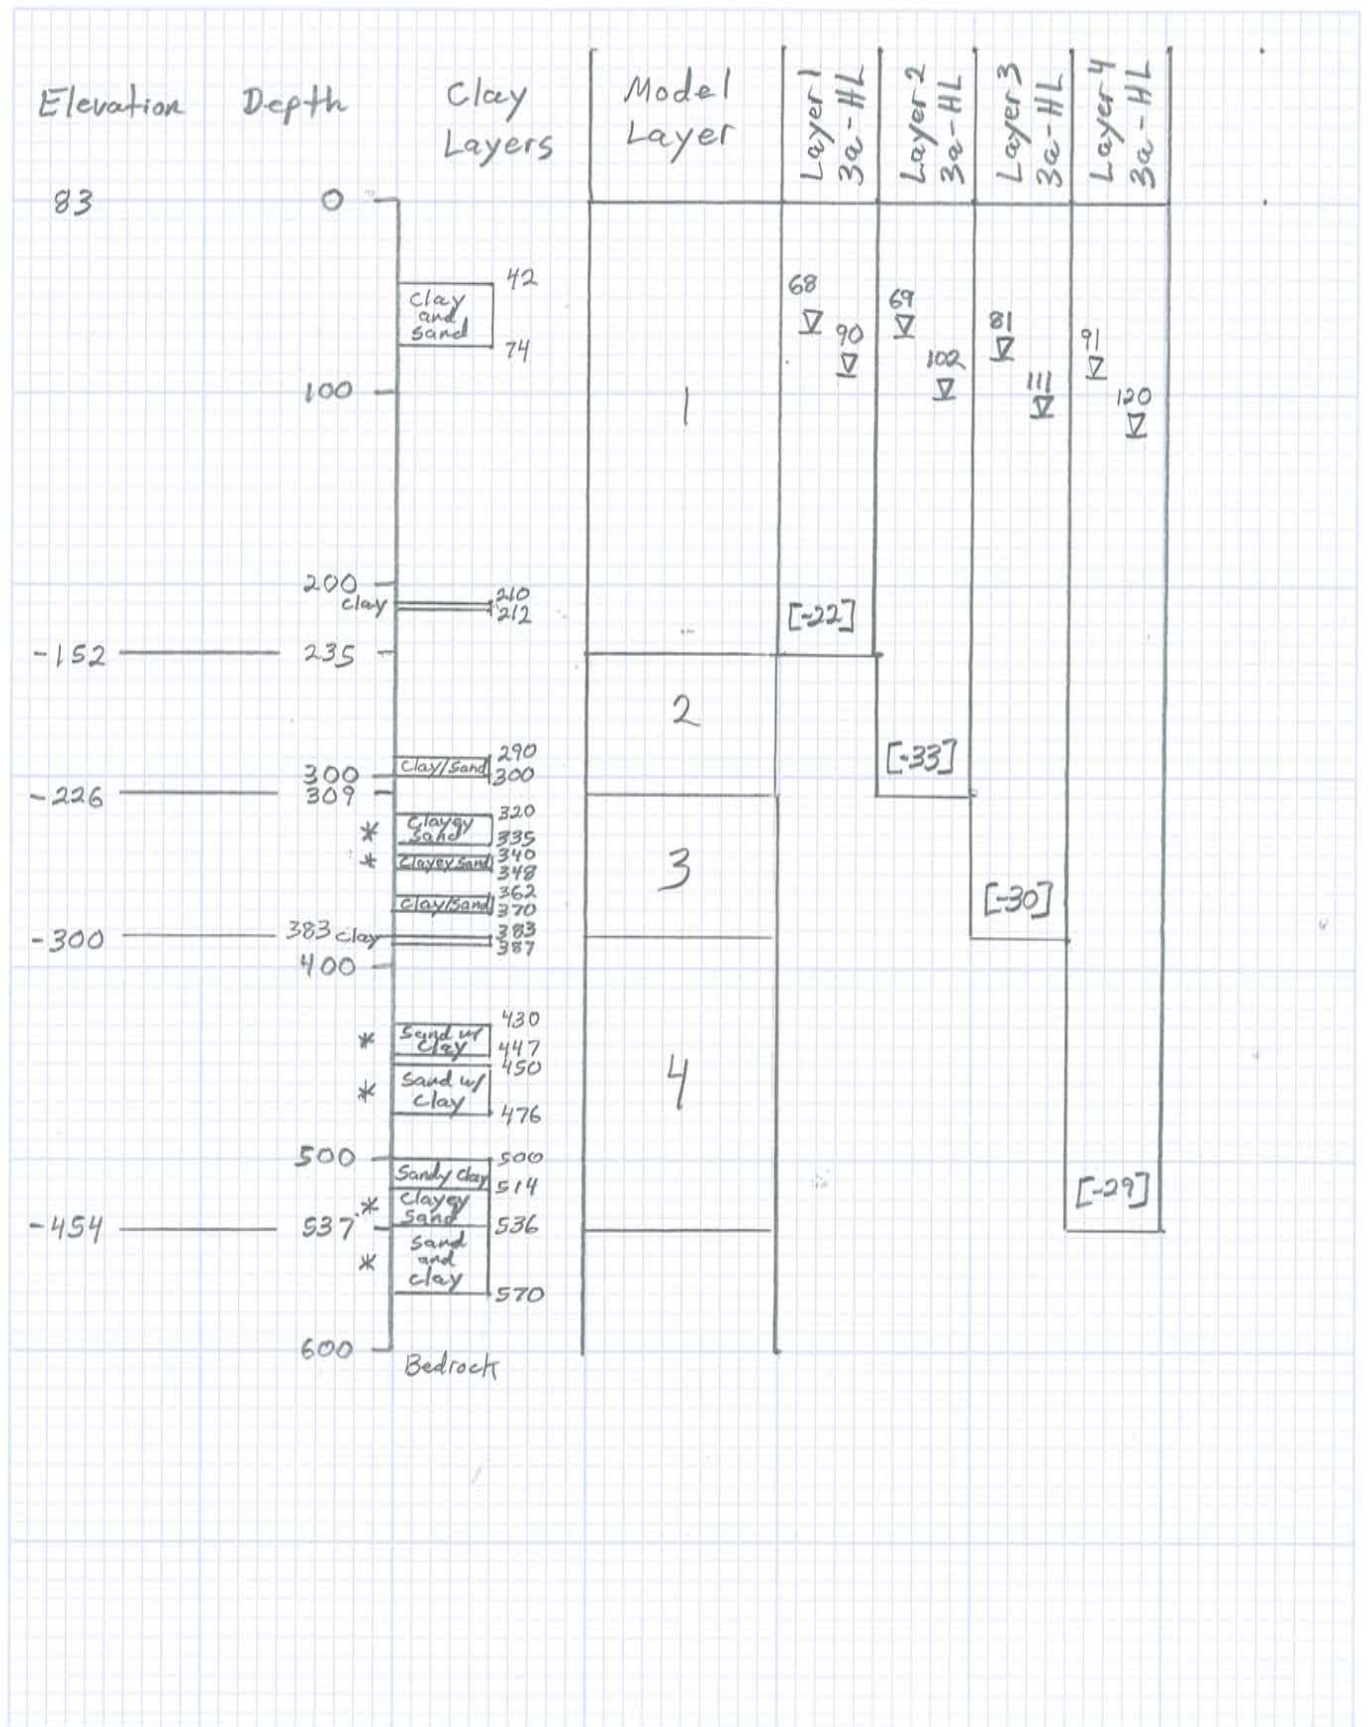 Elevation Depth Clay Layers Model Layer Layer 1 3a-HL Layer 2 3a-HL Layer 3 3a-HL Layer 4 3a-HL
83 0
42
clay
and
sand
74
68
90
69
102
81
111
91
120
100
1
200
clay
210
212
[-22]
-152 235
2
290
Clay/Sand
300 300
[-33]
-226 309
320
* Clayey
Sand 335
340
* Clayey Sand
348
3
362
Clay/Sand
370
[-30]
-300 383 clay 383
387
400
430
* Sand w/
Clay 447
450
* Sand w/
clay
476
4
500 500
Sandy Clay
514
* Clayey
Sand
[-29]
-454 537 536
* Sand
and
clay
570
600
Bedrock